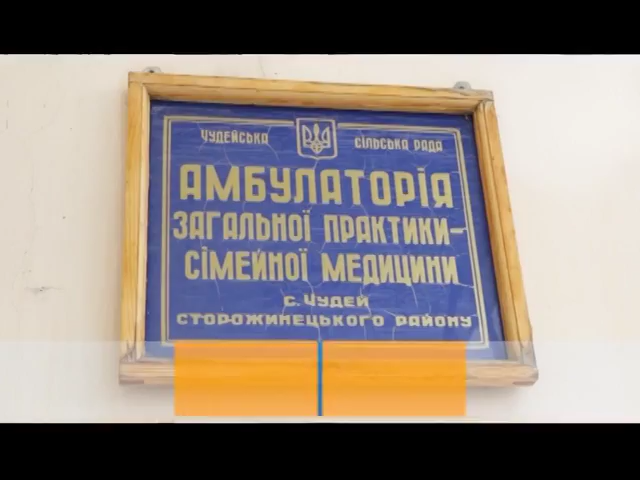 ЧУДЕЙСЬКА СІЛЬСЬКА РАДА
АМБУЛАТОРІЯ
ЗАГАЛЬНОЇ ПРАКТИКИ-
СІМЕЙНОЇ МЕДИЦИНИ
С. ЧУДЕЙ
СТОРОЖИНЕЦЬКОГО РАЙОНУ